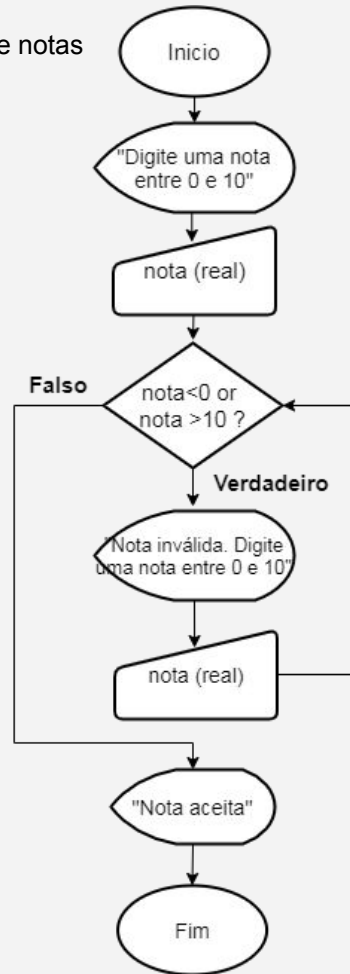 e notas
Inicio
"Digite uma nota
entre 0 e 10"
nota (real)
Falso
nota<0 or
nota >10 ?
Verdadeiro
"Nota inválida. Digite
uma nota entre 0 e 10"
nota (real)
"Nota aceita"
Fim